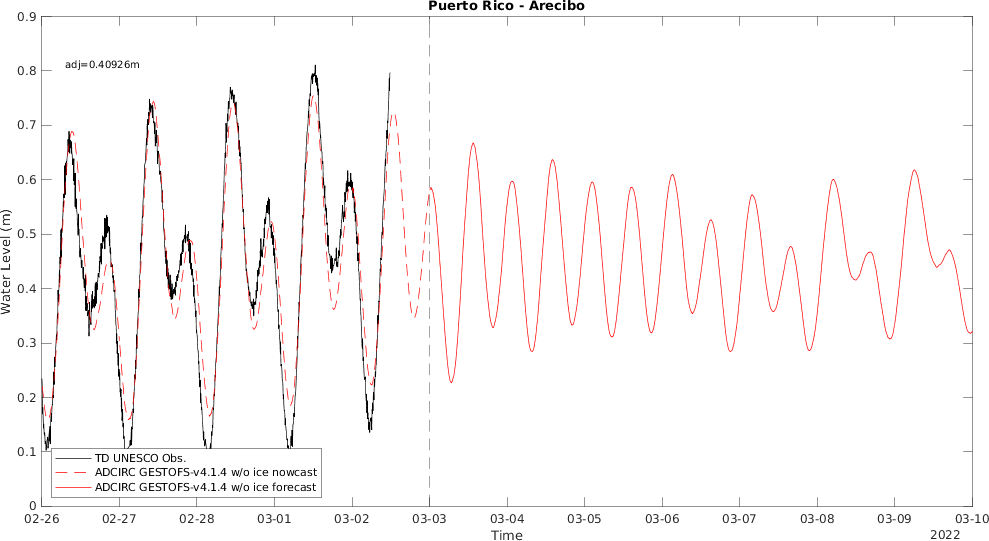 Puerto Rico - Arecibo
0.9
adj=0.40926m
0.8
0.7
0.6
0.5
0.4
0.3
0.2
0.1
0
Water Level (m)
TD UNESCO Obs.
ADCIRC GESTOFS-v4.1.4 w/o ice nowcast
ADCIRC GESTOFS-v4.1.4 w/o ice forecast
02-26 02-27 02-28 03-01 03-02 03-03 03-04 03-05 03-06 03-07 03-08 03-09 03-10
Time
2022